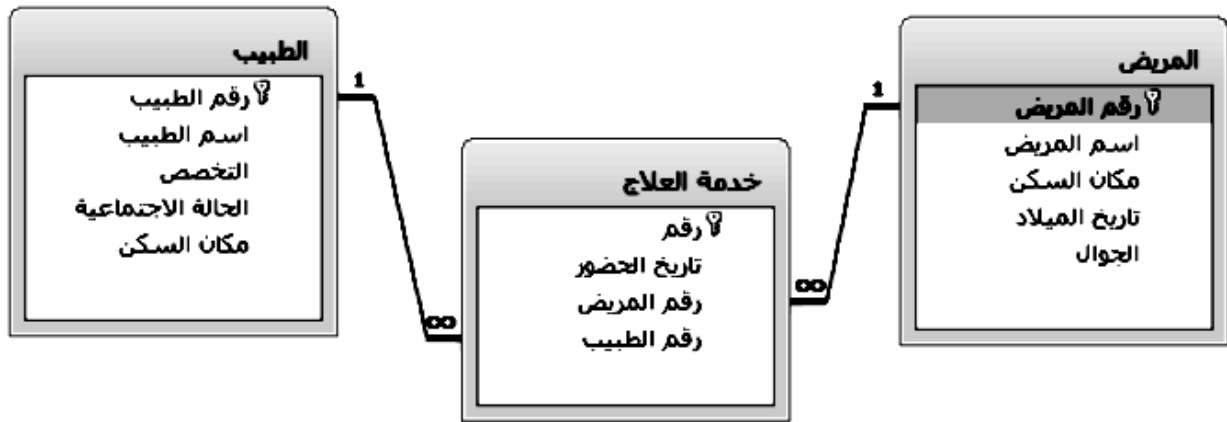 المريض
رقم المريض
اسم المريض
مكان السكن
تاريخ الميلاد
الجوال
1
∞
خدمة العلاج
رقم
تاريخ الحضور
رقم المريض
رقم الطبيب
∞
1
الطبيب
رقم الطبيب
اسم الطبيب
التخصص
الحالة الاجتماعية
مكان السكن